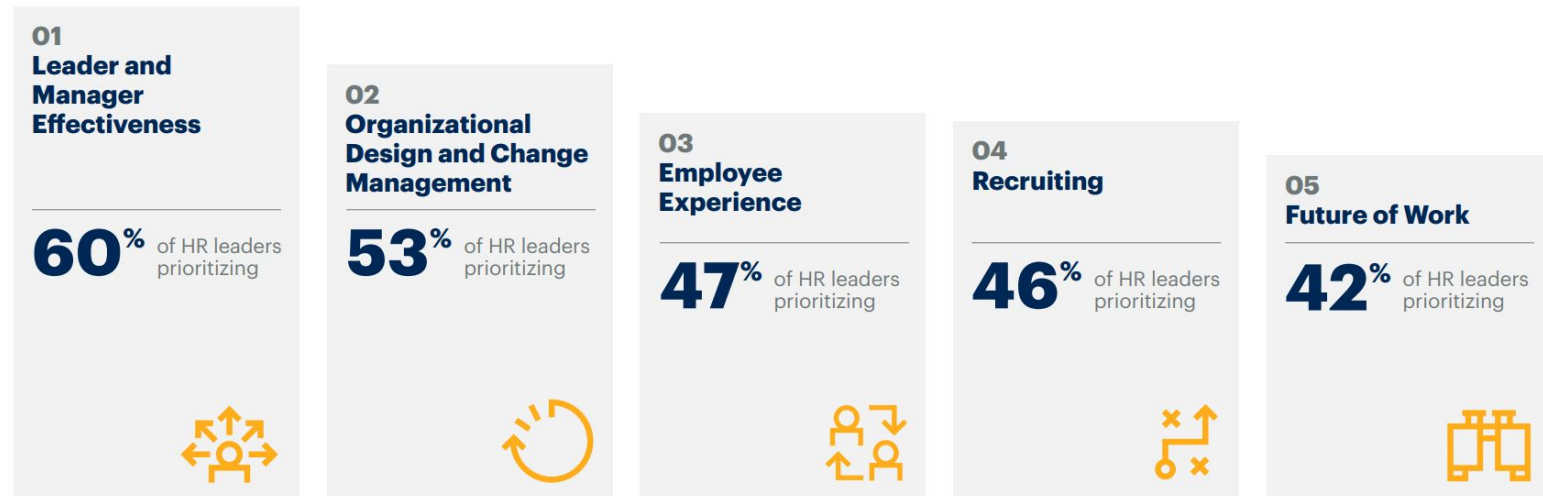 01
Leader and
Manager
Effectiveness
60% of HR leaders
prioritizing
02
Organizational
Design and Change
Management
53% of HR leaders
prioritizing
03
Employee
Experience
47% of HR leaders
prioritizing
04
Recruiting
46% of HR leaders
prioritizing
05
Future of Work
42% of HR leaders
prioritizing